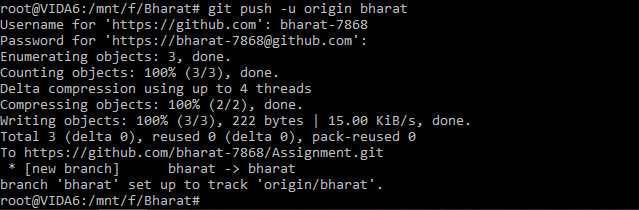 root@VIDA6:/mnt/f/Bharat# git push -u origin bharat
Username for 'https://github.com': bharat-7868
Password for 'https://bharat-7868@github.com':
Enumerating objects: 3, done.
Counting objects: 100% (3/3), done.
Delta compression using up to 4 threads
Compressing objects: 100% (2/2), done.
Writing objects: 100% (3/3), 222 bytes | 15.00 KiB/s, done.
Total 3 (delta 0), reused 0 (delta 0), pack-reused 0
To https://github.com/bharat-7868/Assignment.git
 * [new branch]      bharat -> bharat
branch 'bharat' set up to track 'origin/bharat'.
root@VIDA6:/mnt/f/Bharat#